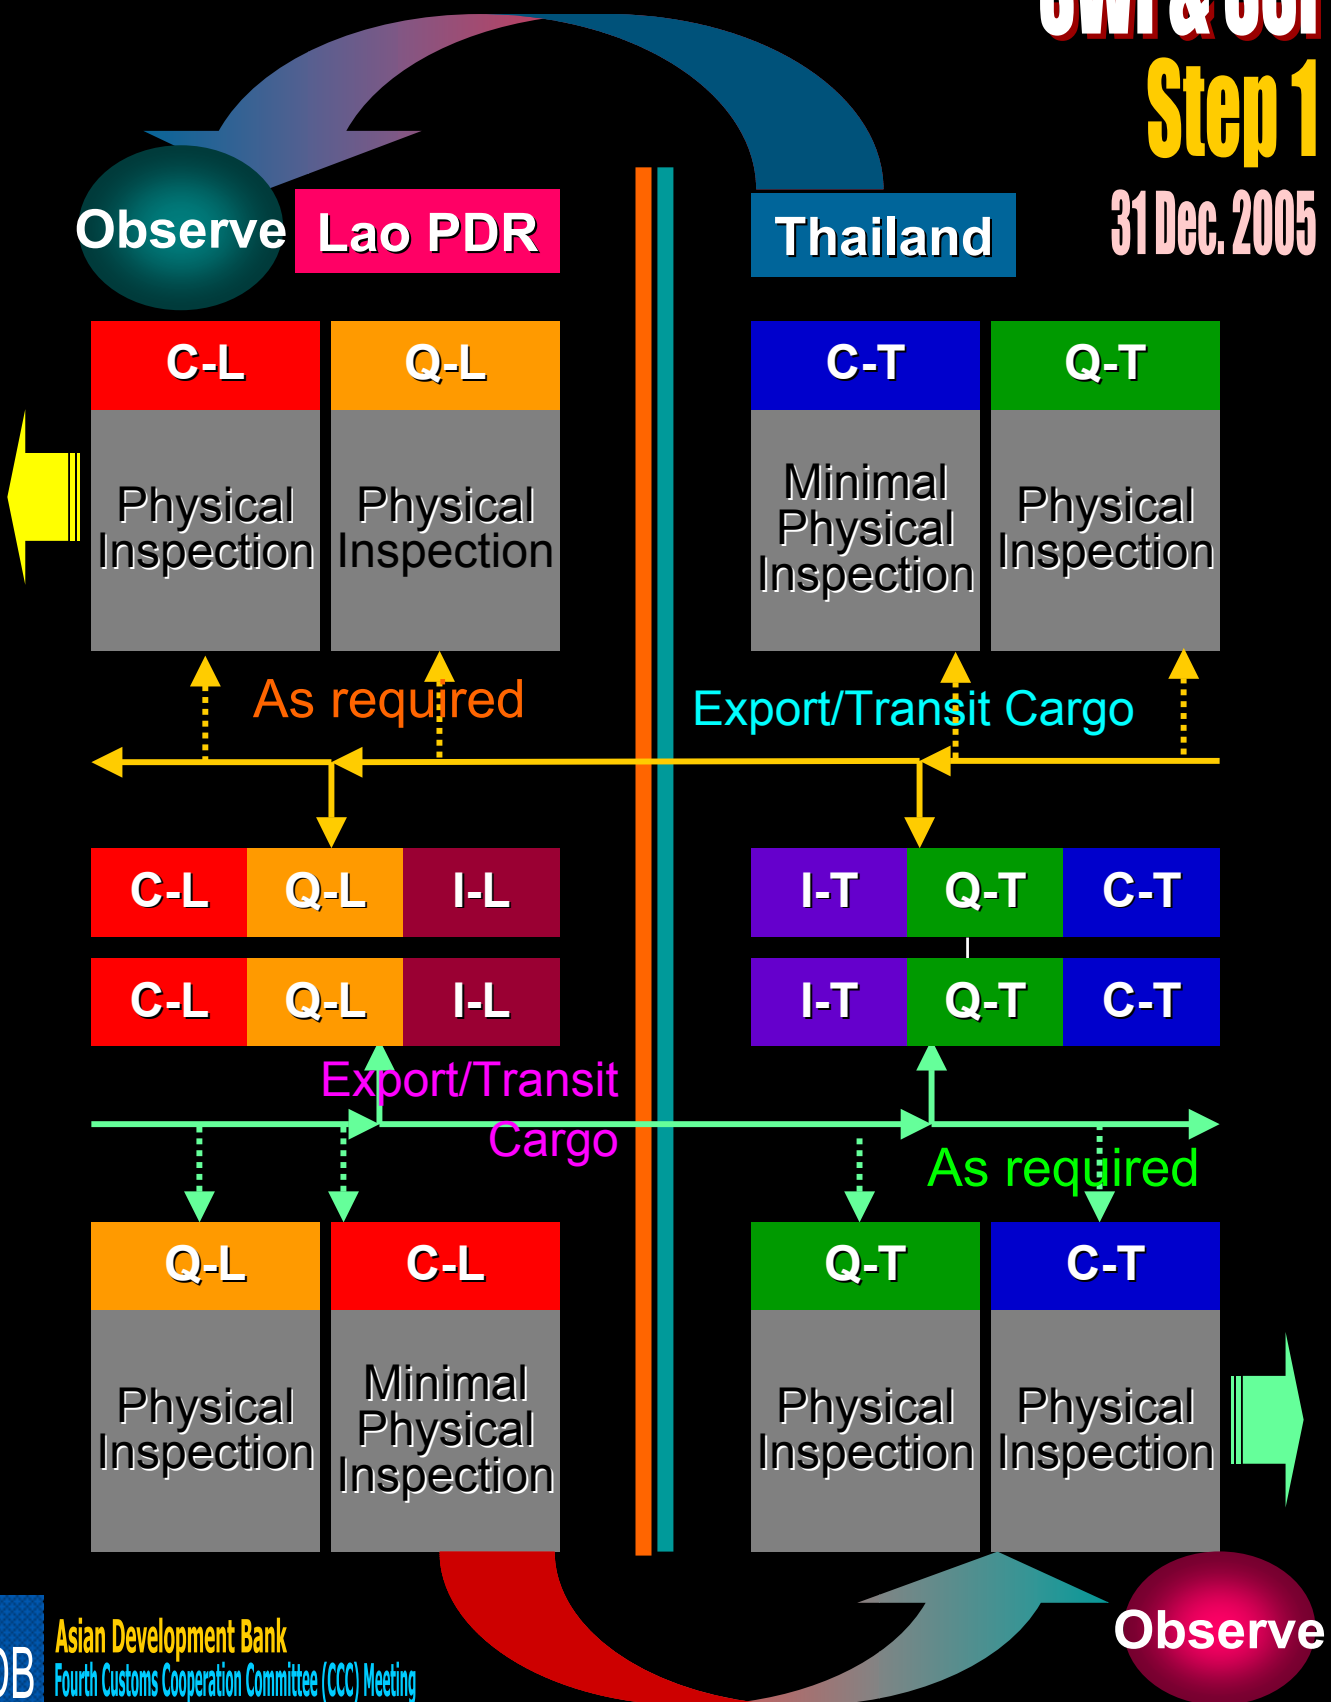 Step 1
31 Dec. 2005
Observe
Lao PDR
Thailand
C-L
Q-L
C-T
Q-T
Physical
Inspection
Physical
Inspection
Minimal
Physical
Inspection
Physical
Inspection
As required
Export/Transit Cargo
C-L
Q-L
I-L
I-T
Q-T
C-T
C-L
Q-L
I-L
I-T
Q-T
C-T
Export/Transit
Cargo
As required
Q-L
C-L
Q-T
C-T
Physical
Inspection
Minimal
Physical
Inspection
Physical
Inspection
Physical
Inspection
Observe
Asian Development Bank
Fourth Customs Cooperation Committee (CCC) Meeting